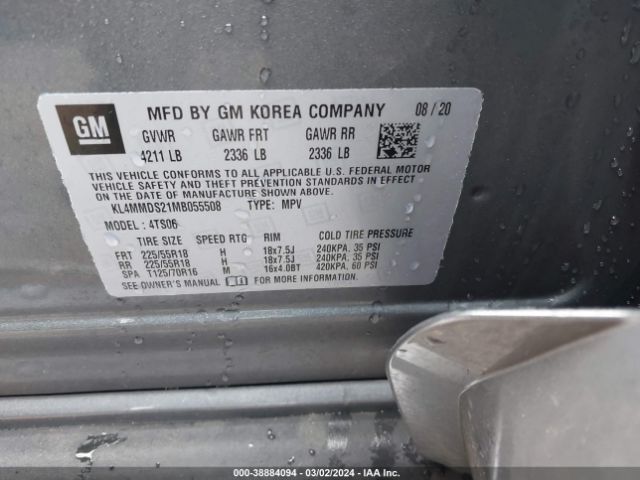 GM
MFD BY GM KOREA COMPANY 08 / 20
GVWR GAWR FRT GAWR RR
4211 LB 2336 LB 2336 LB
THIS VEHICLE CONFORMS TO ALL APPLICABLE U.S. FEDERAL MOTOR
VEHICLE SAFETY AND THEFT PREVENTION STANDARDS IN EFFECT ON
THE DATE OF MANUFACTURE SHOWN ABOVE.
KL4MMDS21MB055508 TYPE: MPV
MODEL : 4TS06
TIRE SIZE SPEED RTG RIM COLD TIRE PRESSURE
FRT 225/55R18 H 18x7.5J 240KPA. 35 PSI
RR 225/55R18 H 18x7.5J 240KPA. 35 PSI
SPA T125/70R16 M 16x4.0BT 420KPA. 60 PSI
SEE OWNER'S MANUAL FOR MORE INFORMATION.
000-38884094 - 03/02/2024 - IAA Inc.